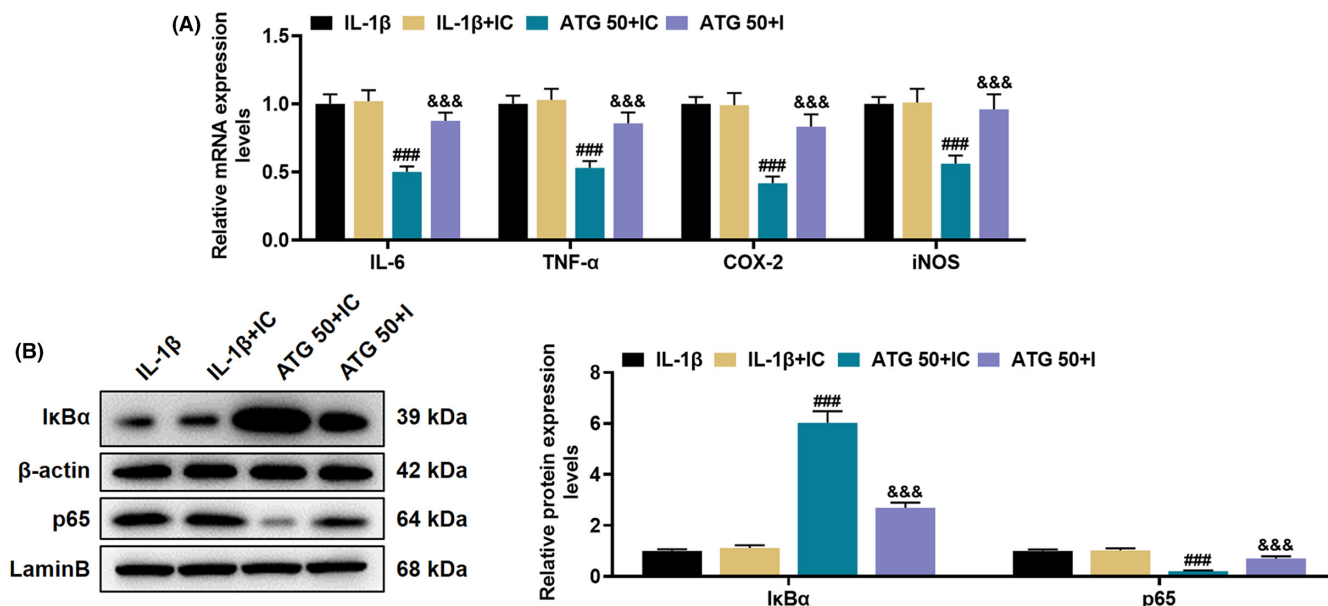 (A)
IL-1β IL-1β+IC ATG 50+IC ATG 50+I
Relative mRNA expression
levels
1.5
1.0
0.5
0.0
### &&& ### &&& ### &&& ### &&&
IL-6 TNF-α COX-2 iNOS
(B)
IL-1β IL-1β+IC ATG 50+IC ATG 50+I
IκBα 39 kDa
β-actin 42 kDa
p65 64 kDa
LaminB 68 kDa
IL-1β IL-1β+IC ATG 50+IC ATG 50+I
Relative protein expression
levels
8
6
4
2
0
### &&& ### &&&
IκBα p65